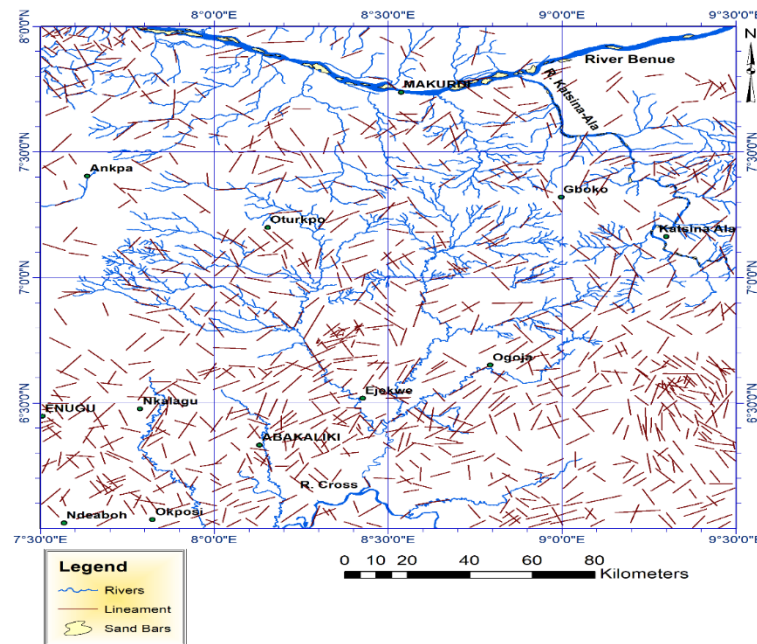 8°0'0"E 8°30'0"E 9°0'0"E 9°30'0"E
8°0'0"N
8°0'0"N
N
River Benue
MAKURDI
R. Katsina-Ala
7°30'0"N
7°30'0"N
Ankpa
Gboko
Oturkpo
Katsina Ala
7°0'0"N
7°0'0"N
Ogoja
Ejekwe
6°30'0"N
6°30'0"N
Nkalagu
ENUGU
ABAKALIKI
R. Cross
Ndeaboh
Okposi
7°30'0"E 8°0'0"E 8°30'0"E 9°0'0"E 9°30'0"E
Legend
Rivers
Lineament
Sand Bars
0 10 20 40 60 80
Kilometers